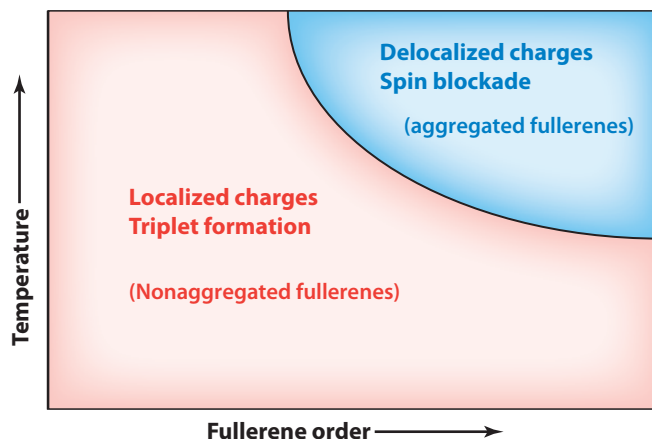 Delocalized charges
Spin blockade
(aggregated fullerenes)
Localized charges
Triplet formation
(Nonaggregated fullerenes)
Temperature
Fullerene order